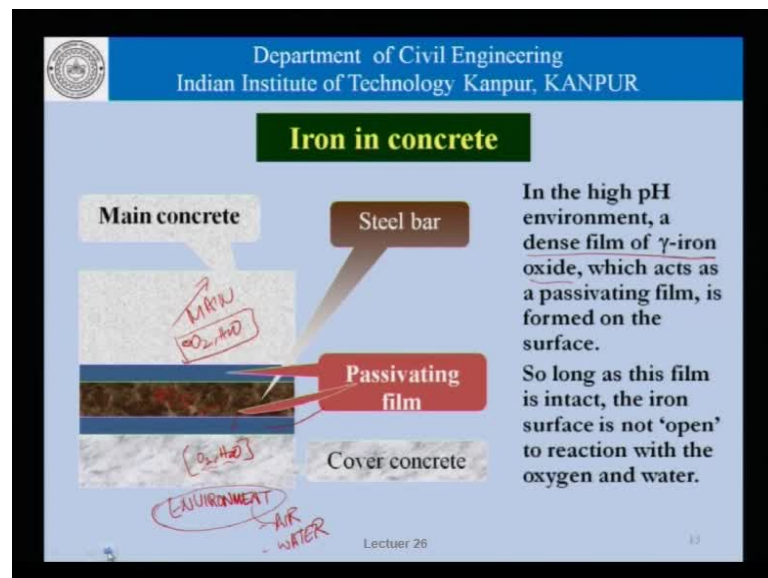 Department of Civil Engineering
Indian Institute of Technology Kanpur, KANPUR
Iron in concrete
Main concrete
Steel bar
MAIN
O2, H2O
Passivating
film
[O2, H2O]
Cover concrete
ENVIRONMENT
- AIR
- WATER
In the high pH
environment, a
dense film of γ-iron
oxide, which acts as
a passivating film, is
formed on the
surface.
So long as this film
is intact, the iron
surface is not ‘open’
to reaction with the
oxygen and water.
Lectuer 26